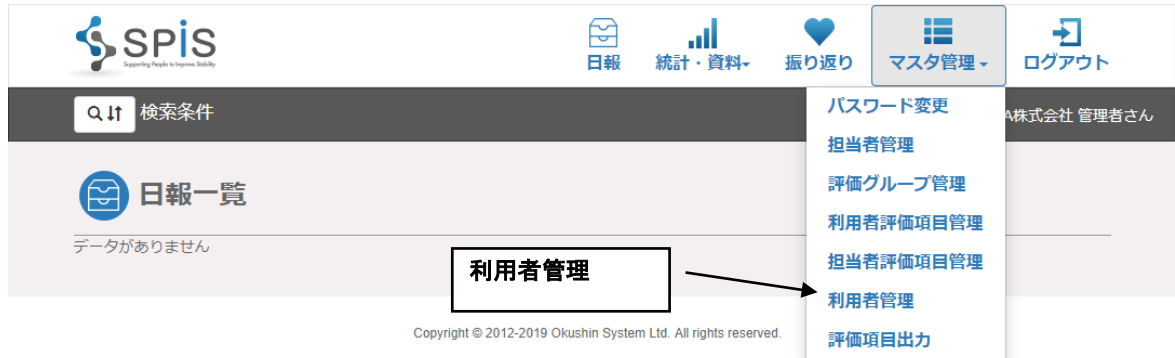 SPiS
Supporting People to Improve Stability
日報
統計・資料
振り返り
マスタ管理
ログアウト
検索条件
A株式会社 管理者さん
パスワード変更
担当者管理
評価グループ管理
利用者評価項目管理
担当者評価項目管理
利用者管理
評価項目出力
日報一覧
データがありません
利用者管理
Copyright © 2012-2019 Okushin System Ltd. All rights reserved.